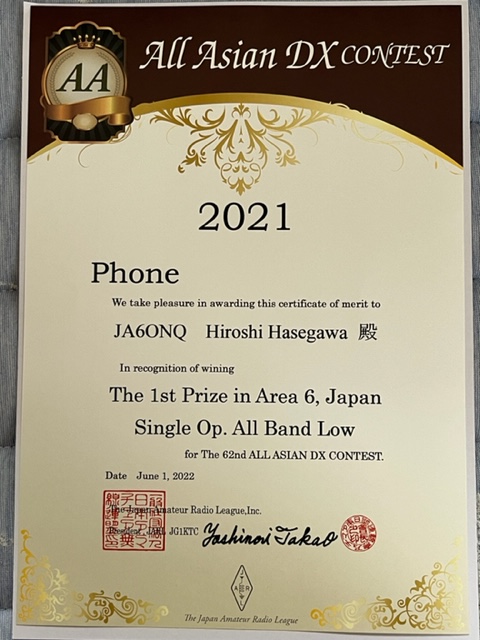 AA
All Asian DX CONTEST
2021
Phone
We take pleasure in awarding this certificate of merit to
JA6ONQ Hiroshi Hasegawa 殿
In recognition of wining
The 1st Prize in Area 6, Japan
Single Op. All Band Low
for The 62nd ALL ASIAN DX CONTEST.
Date June 1, 2022
The Japan Amateur Radio League,Inc.
President JARL JG1KTC Yoshinori Takao
The Japan Amateur Radio League